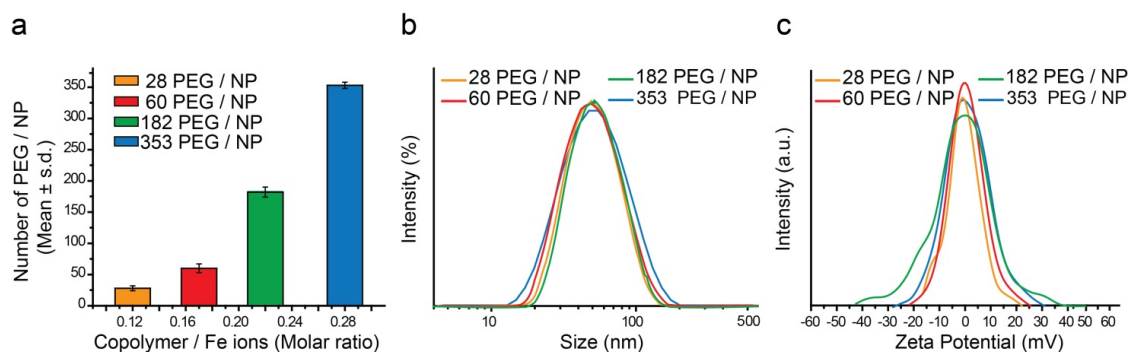 a
350
300
350
200
150
350
100
50
0
28 PEG / NP
60 PEG / NP
182 PEG / NP
353 PEG / NP
Number of PEG / NP
(Mean ± s.d.)
0.12 0.16 0.20 0.24 0.28
Copolymer / Fe ions (Molar ratio)
b
28 PEG / NP
60 PEG / NP
182 PEG / NP
353 PEG / NP
Intensity (%)
10 100 500
Size (nm)
c
28 PEG / NP
60 PEG / NP
182 PEG / NP
353 PEG / NP
Intensity (a.u.)
-60 -50 -40 -30 -20 -10 0 10 20 30 40 50 60
Zeta Potential (mV)